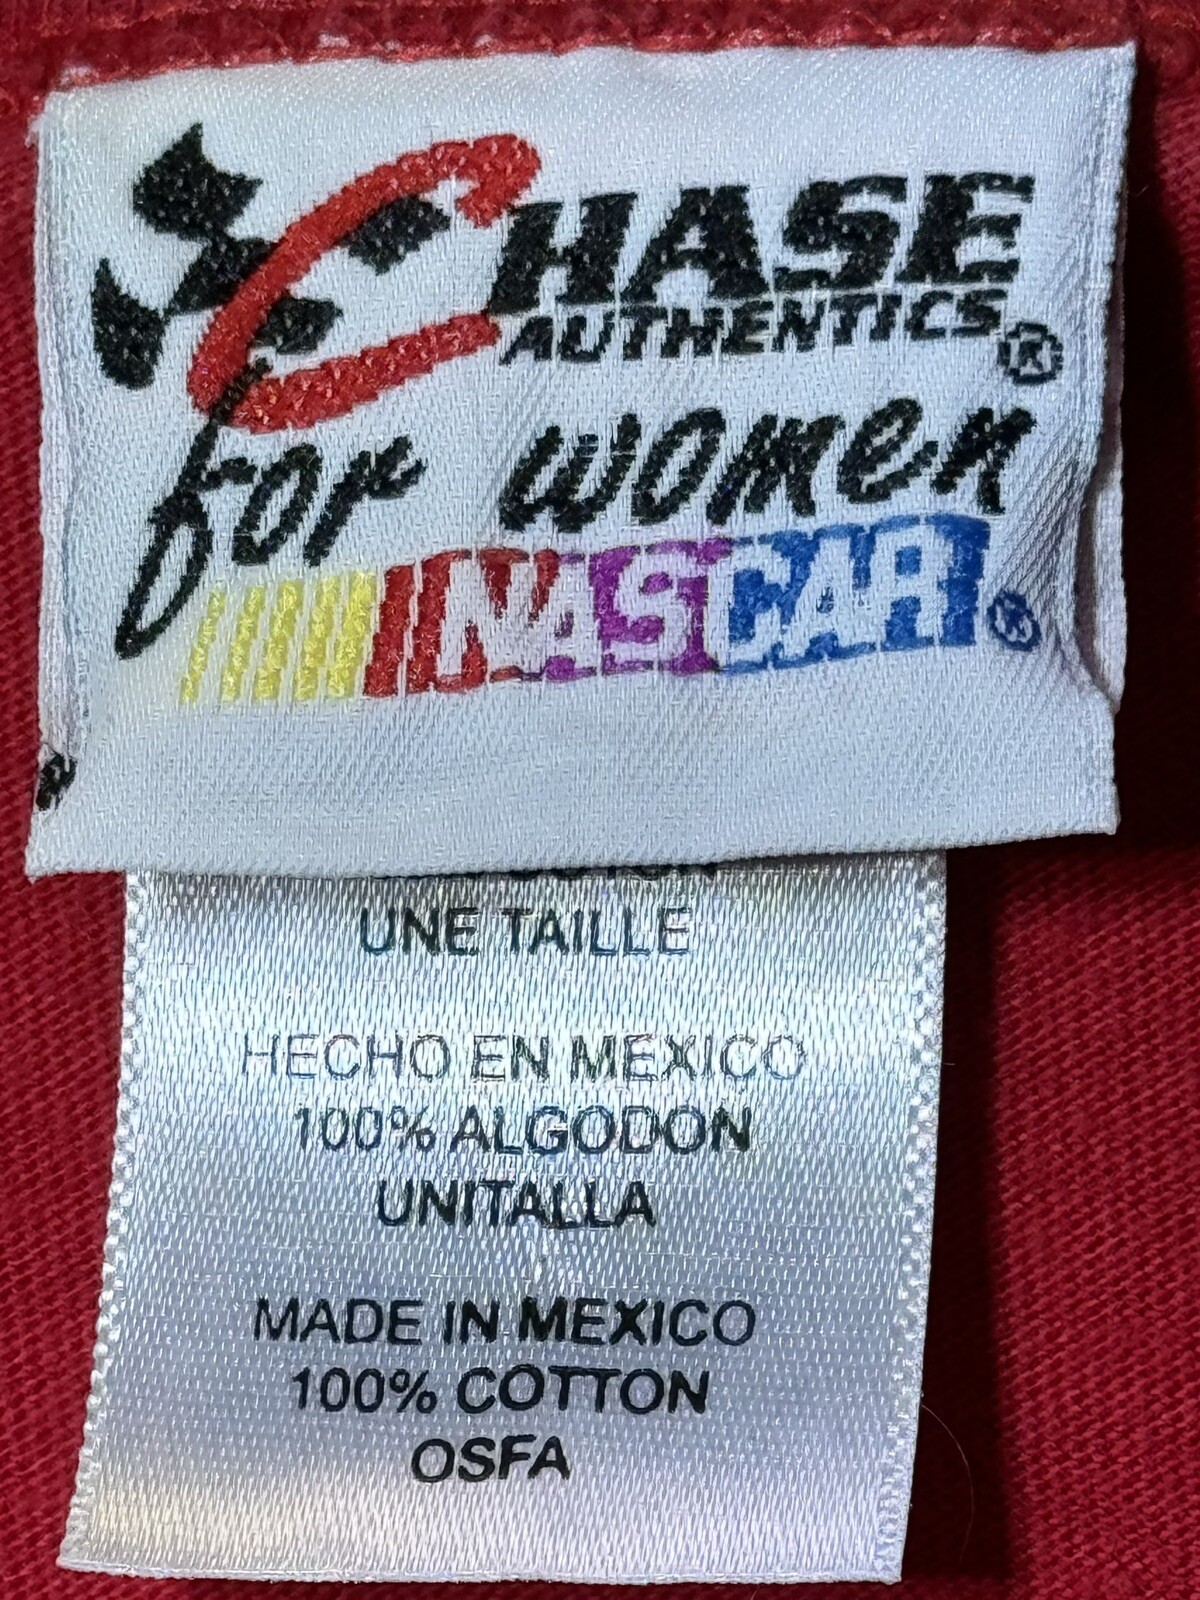 CHASE
AUTHENTICS®
for women
NASCAR®
UNE TAILLE
HECHO EN MEXICO
100% ALGODON
UNITALLA
MADE IN MEXICO
100% COTTON
OSFA